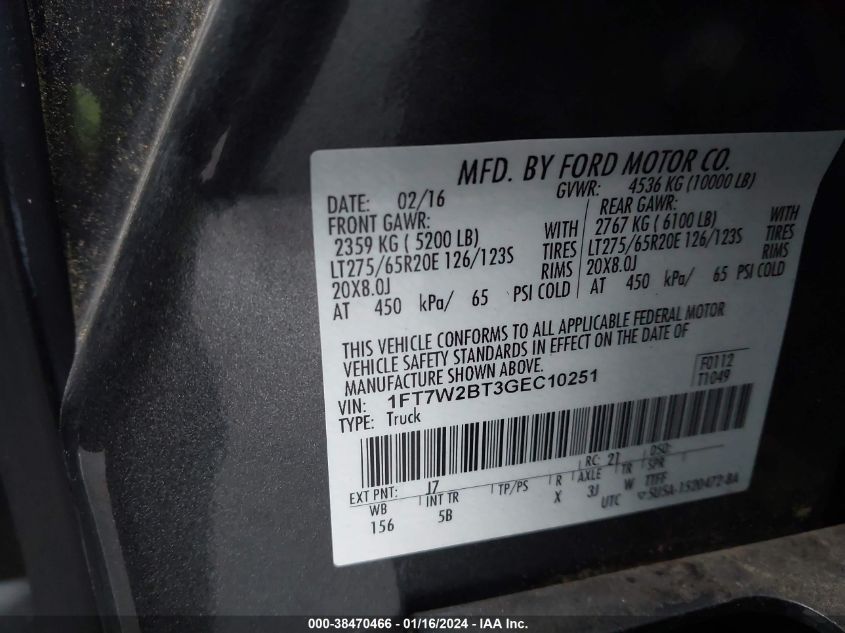 MFD. BY FORD MOTOR CO.
DATE: 02/16 GVWR: 4536 KG (10000 LB)
FRONT GAWR: REAR GAWR:
2359 KG ( 5200 LB) WITH 2767 KG ( 6100 LB) WITH
LT275/65R20E 126/123S TIRES LT275/65R20E 126/123S TIRES
20X8.0J RIMS 20X8.0J RIMS
AT 450 kPa/ 65 PSI COLD AT 450 kPa/ 65 PSI COLD
THIS VEHICLE CONFORMS TO ALL APPLICABLE FEDERAL MOTOR
VEHICLE SAFETY STANDARDS IN EFFECT ON THE DATE OF
MANUFACTURE SHOWN ABOVE.
VIN: 1FT7W2BT3GEC10251 F0112
TYPE: Truck T1049
EXT PNT: J7 RC: 21 DSO:
WB INT TR TP/PS R AXLE TR SPR
156 5B X 3J W TTFF
UTC
000-38470466 - 01/16/2024 - IAAI.COM